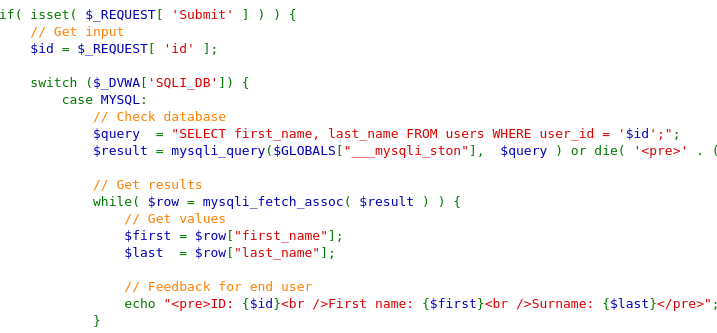 if( isset( $_REQUEST[ 'Submit' ] ) ) {
    // Get input
    $id = $_REQUEST[ 'id' ];

    switch ($_DVWA['SQLI_DB']) {
        case MYSQL:
            // Check database
            $query  = "SELECT first_name, last_name FROM users WHERE user_id = '$id';";
            $result = mysqli_query($GLOBALS["___mysqli_ston"],  $query ) or die( '<pre>' . (

            // Get results
            while( $row = mysqli_fetch_assoc( $result ) ) {
                // Get values
                $first = $row["first_name"];
                $last  = $row["last_name"];

                // Feedback for end user
                echo "<pre>ID: {$id}<br />First name: {$first}<br />Surname: {$last}</pre>";
            }